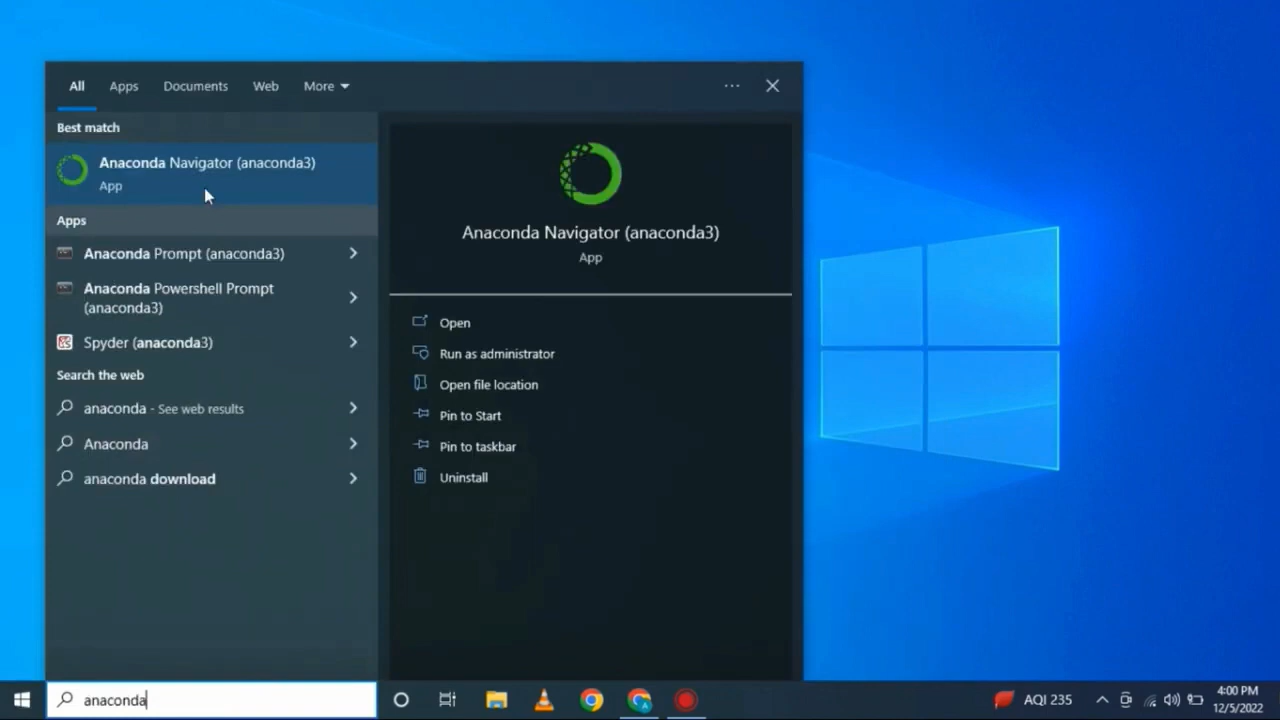 All Apps Documents Web More
Best match
Anaconda Navigator (anaconda3)
App
Apps
Anaconda Prompt (anaconda3)
Anaconda Powershell Prompt
(anaconda3)
Spyder (anaconda3)
Search the web
anaconda - See web results
Anaconda
anaconda download
Anaconda Navigator (anaconda3)
App
Open
Run as administrator
Open file location
Pin to Start
Pin to taskbar
Uninstall
anaconda
AQI 235
4:00 PM
12/5/2022